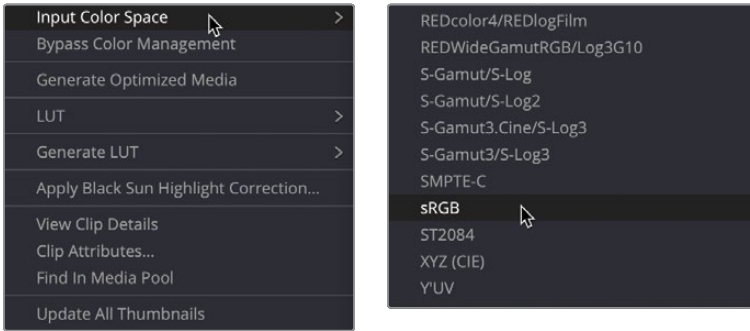 Input Color Space
Bypass Color Management
Generate Optimized Media
LUT
Generate LUT
Apply Black Sun Highlight Correction...
View Clip Details
Clip Attributes...
Find In Media Pool
Update All Thumbnails
REDcolor4/REDlogFilm
REDWideGamutRGB/Log3G10
S-Gamut/S-Log
S-Gamut/S-Log2
S-Gamut3.Cine/S-Log3
S-Gamut3/S-Log3
SMPTE-C
sRGB
ST2084
XYZ (CIE)
Y'UV